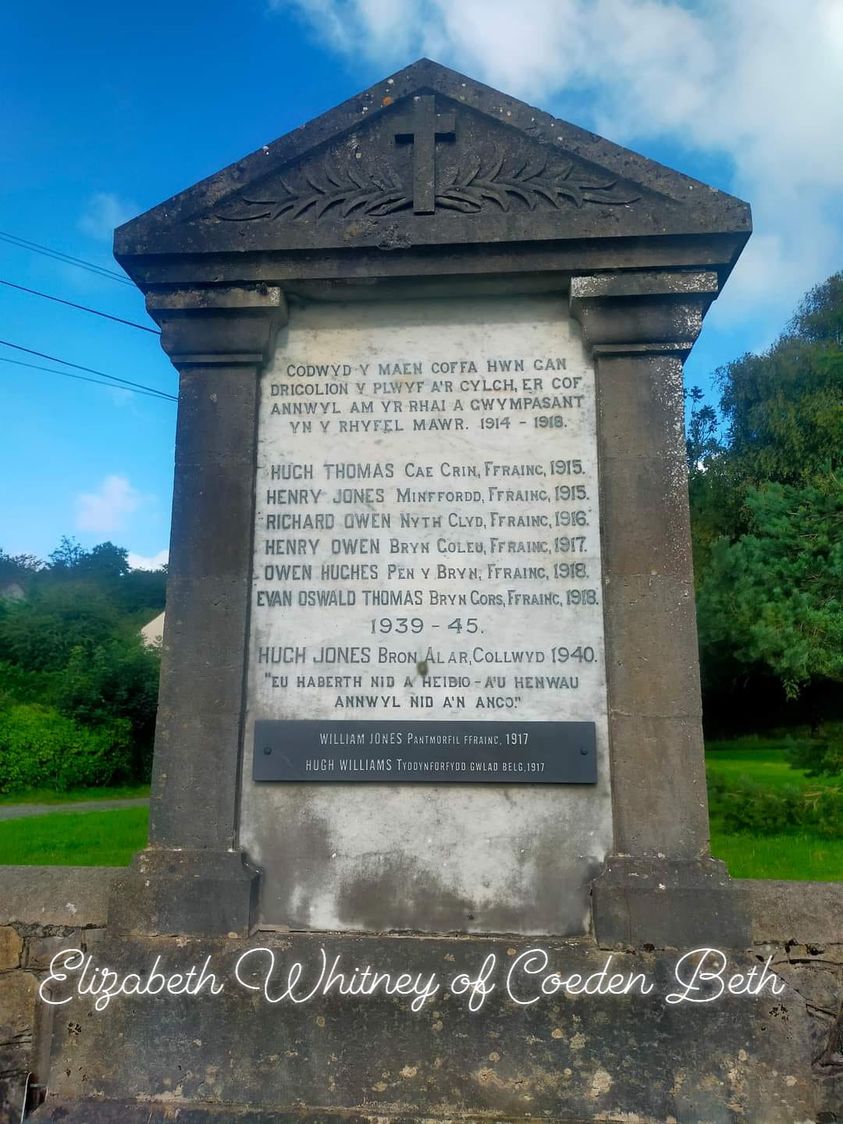 CODWYD Y MAEN COFFA HWN GAN
DRIGOLION Y PLWYF A'R CYLCH, ER COF
ANNWYL AM YR RHAI A GWYMPASANT
YN Y RHYFEL MAWR. 1914 - 1918.
HUGH THOMAS CAE CRIN, FFRAINC, 1915.
HENRY JONES MINFFORDD, FFRAINC, 1915.
RICHARD OWEN NYTH CLYD, FFRAINC, 1916.
HENRY OWEN BRYN COLEU, FFRAINC, 1917.
OWEN HUGHES PEN Y BRYN, FFRAINC, 1918.
EVAN OSWALD THOMAS BRYN CORS, FFRAINC, 1918.
1939 - 45.
HUGH JONES BRON ALAR, COLLWYD 1940.
"EU HABERTH NID A HEIBIO - A'U HENWAU
ANNWYL NID A'N ANGO."
WILLIAM JONES PANTMORFIL FFRAINC, 1917
HUGH WILLIAMS TYDDYNFORFYDD GWLAD BELG, 1917
Elizabeth Whitney of Coeden Beth